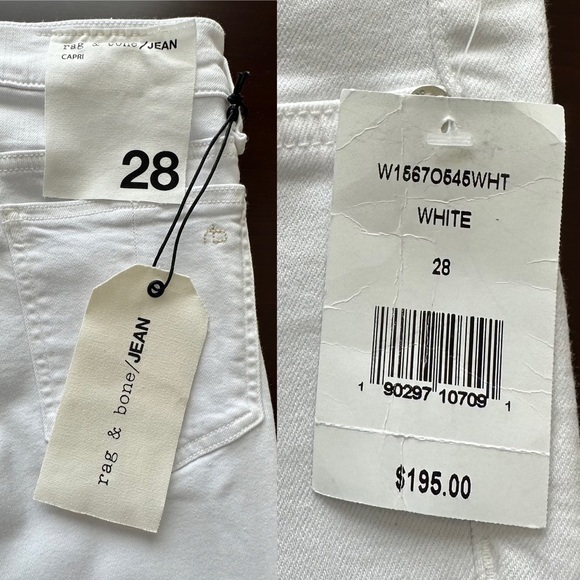 rag & bone/JEAN
CAPRI
28
rag & bone/JEAN
W1567O545WHT
WHITE
28
1 90297 10709 1
$195.00